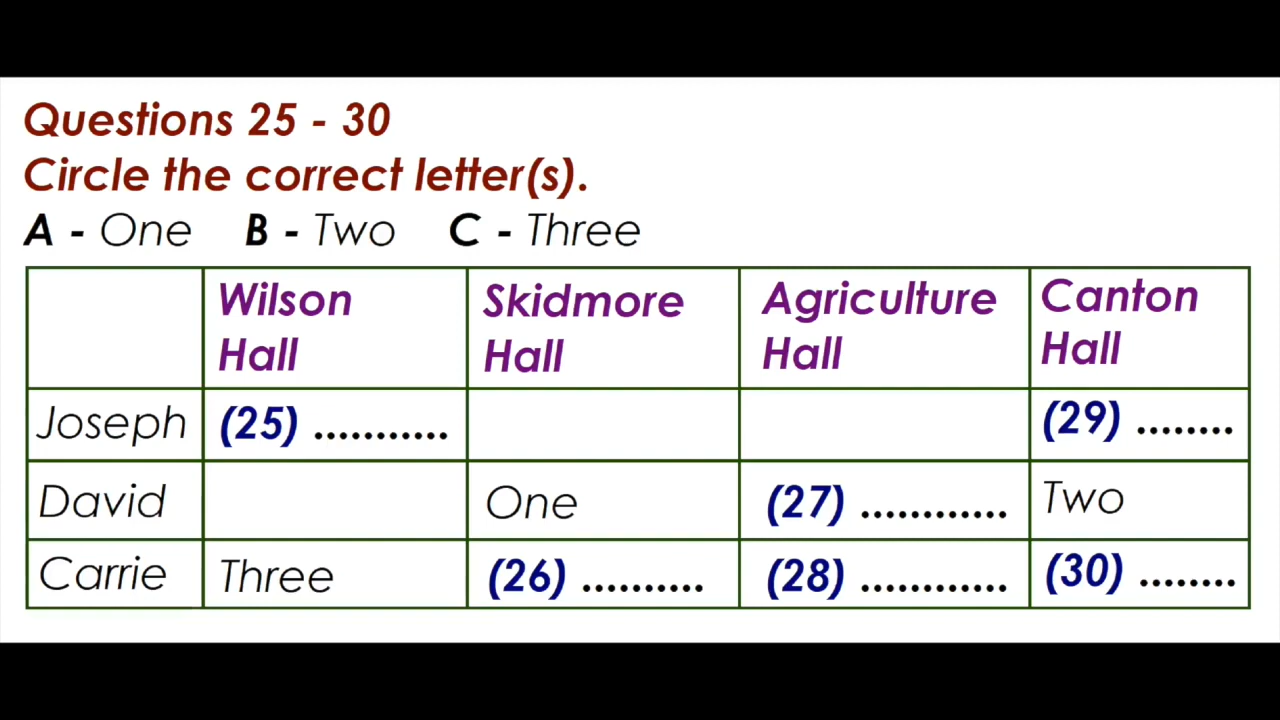 Questions 25 - 30
Circle the correct letter(s).
A - One B - Two C - Three
Wilson Hall Skidmore Hall Agriculture Hall Canton Hall
Joseph (25) ........... (29) ........
David One (27) ............ Two
Carrie Three (26) .......... (28) ............ (30) ........